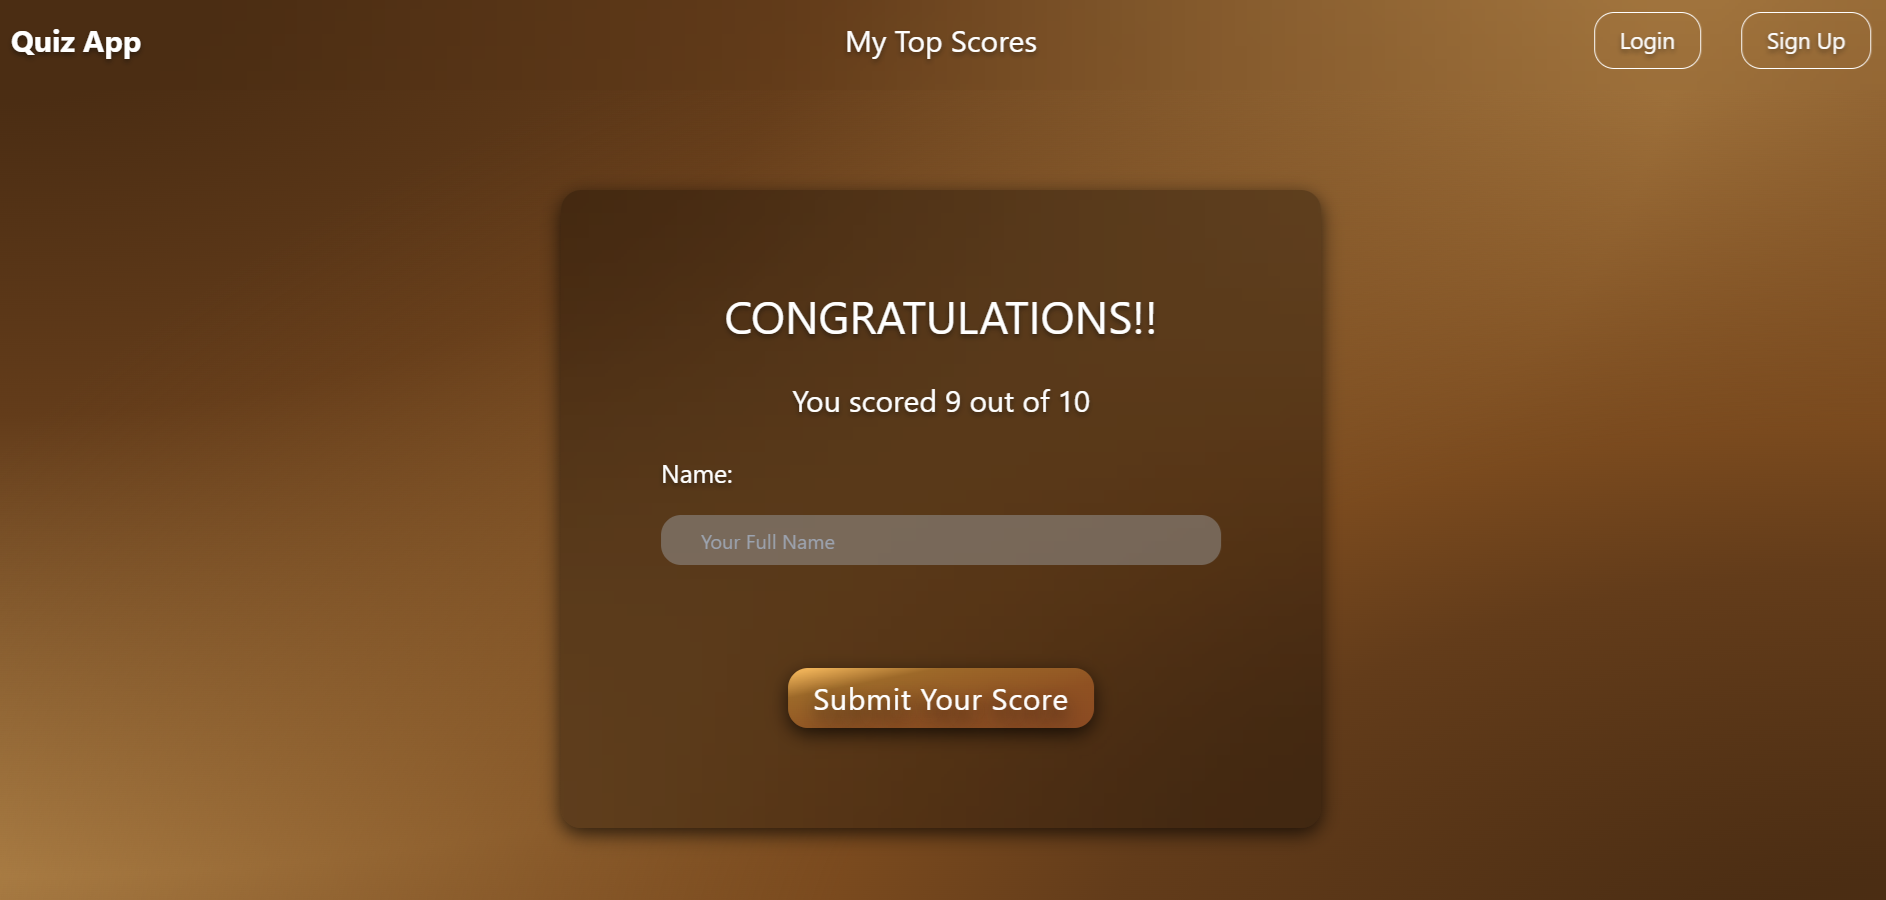 Quiz App
My Top Scores
Login
Sign Up
CONGRATULATIONS!!
You scored 9 out of 10
Name:
Your Full Name
Submit Your Score